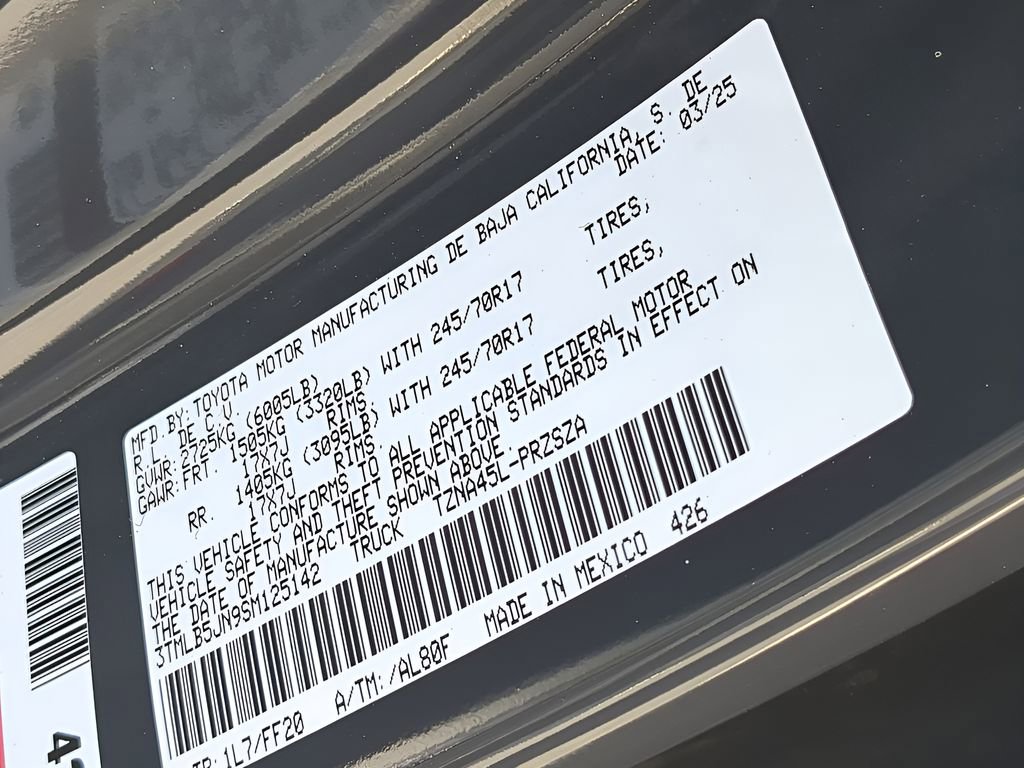 MFD.BY:TOYOTA MOTOR MANUFACTURING DE BAJA CALIFORNIA, S. DE
R.L. DE C.V. DATE: 03/25
GVWR:2725KG (6005LB)
GAWR:FRT. 1505KG (3320LB) WITH 245/70R17 TIRES,
17X7J RIMS
RR. 1405KG (3095LB) WITH 245/70R17 TIRES,
17X7J RIMS.
THIS VEHICLE CONFORMS TO ALL APPLICABLE FEDERAL MOTOR
VEHICLE SAFETY AND THEFT PREVENTION STANDARDS IN EFFECT ON
THE DATE OF MANUFACTURE SHOWN ABOVE.
3TMLB5JN9SM125142 TRUCK TZNA45L-PRZSZA
TR:1L7/FF20 A/TM:/AL80F MADE IN MEXICO 426